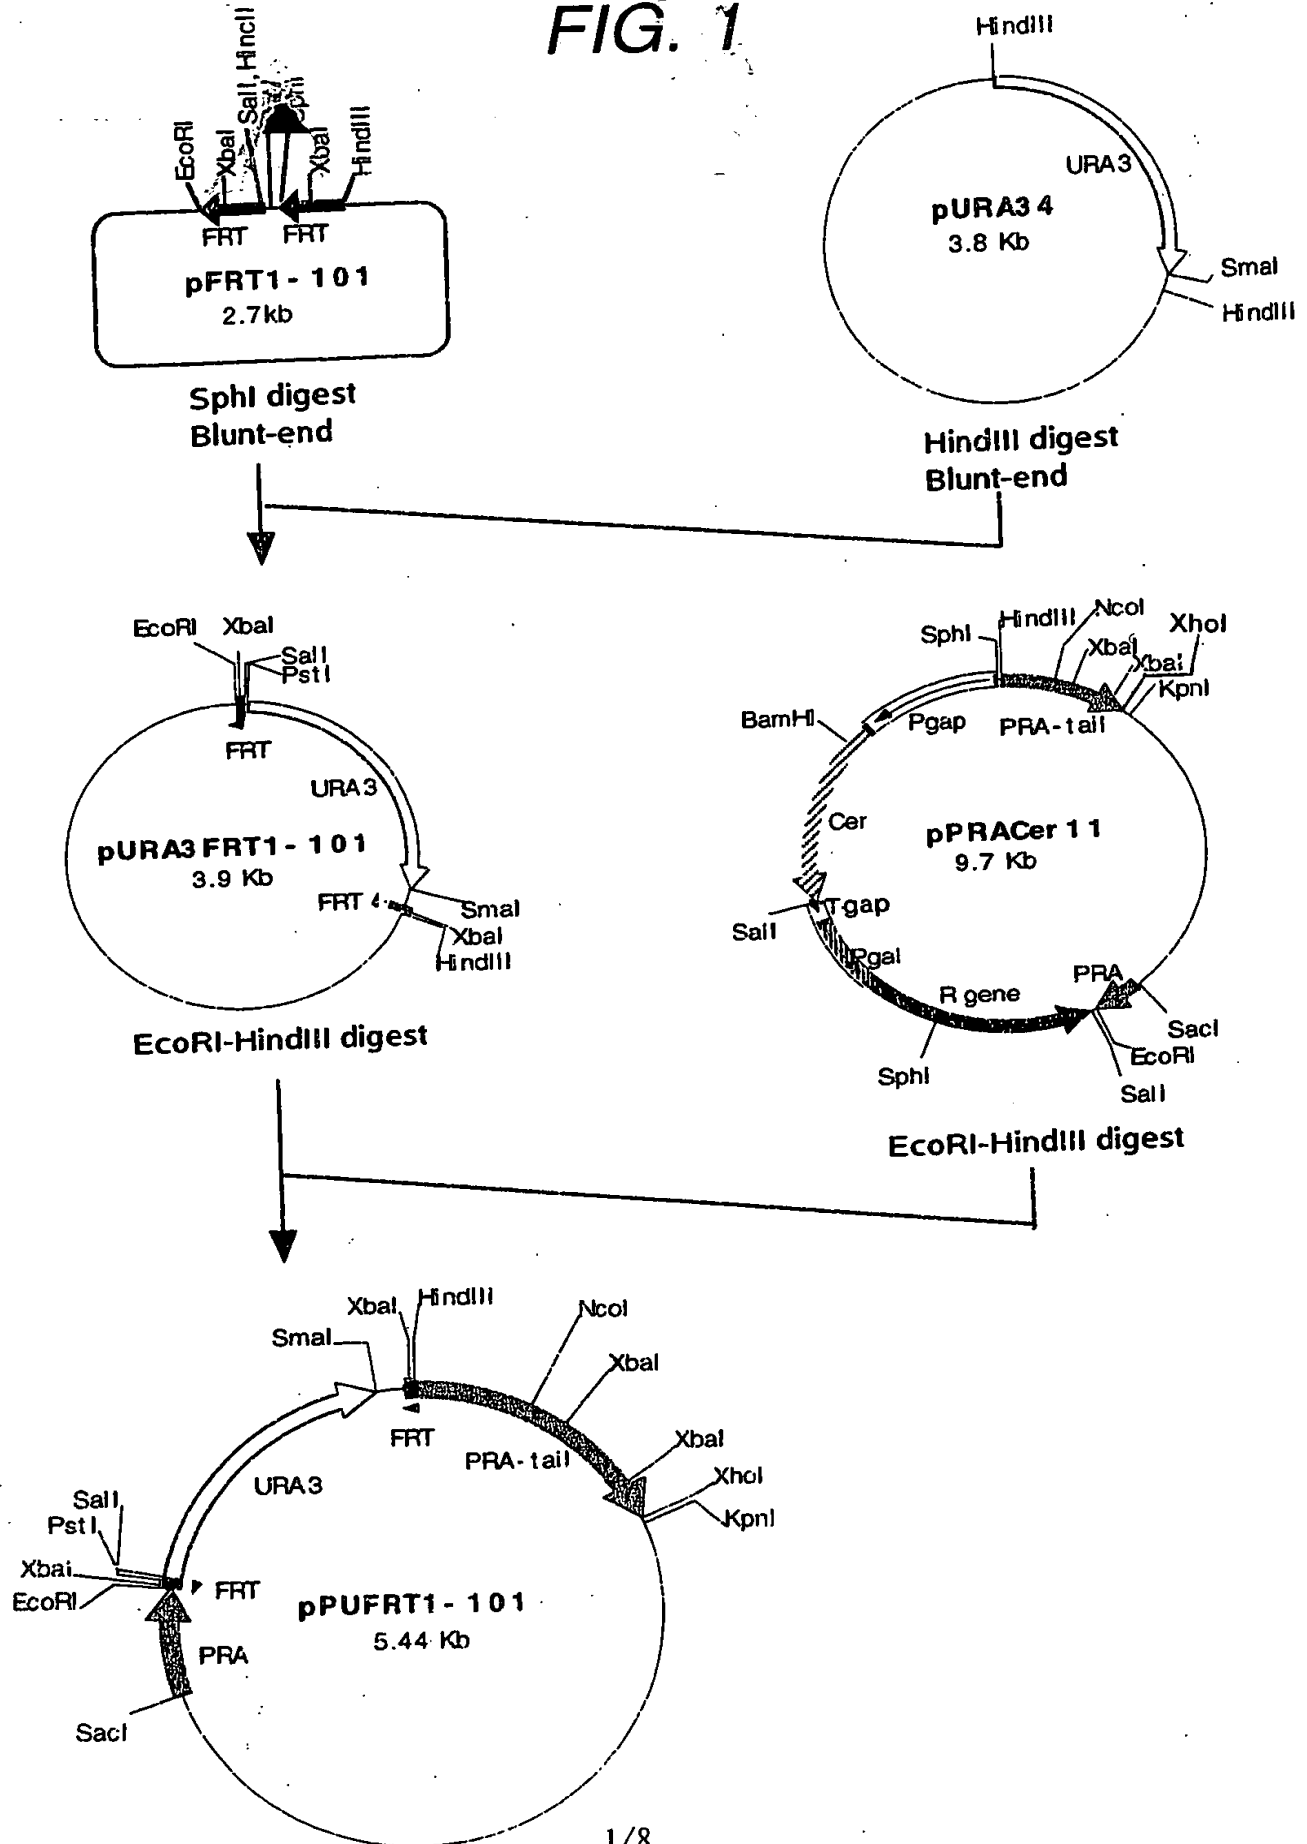 FIG. 1
EcoRI
XbaI
SalI, HincII
SphI
XbaI
HindIII
FRT
FRT
pFRT1-101
2.7kb
SphI digest
Blunt-end
HindIII
URA3
pURA34
3.8 Kb
SmaI
HindIII
HindIII digest
Blunt-end
EcoRI
XbaI
SalI
PstI
FRT
URA3
pURA3FRT1-101
3.9 Kb
FRT
SmaI
XbaI
HindIII
EcoRI-HindIII digest
SphI
HindIII
NcoI
XbaI
XbaI
XhoI
KpnI
BamHI
Pgap
PRA-tail
Cer
pPRACer11
9.7 Kb
Tgap
SalI
Pgal
R gene
PRA
SacI
EcoRI
SalI
SphI
EcoRI-HindIII digest
XbaI
HindIII
SmaI
NcoI
XbaI
FRT
PRA-tail
XbaI
XhoI
KpnI
URA3
SalI
PstI
XbaI
EcoRI
FRT
pPUFRT1-101
5.44 Kb
PRA
SacI
1/8